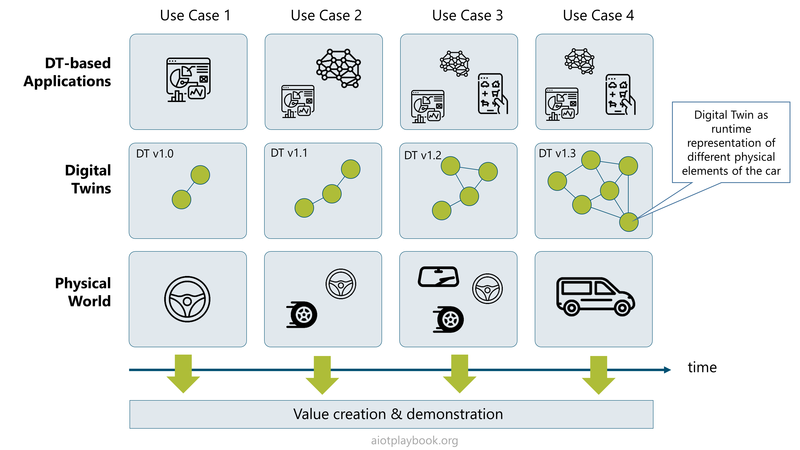 Use Case 1
Use Case 2
Use Case 3
Use Case 4
DT-based
Applications
Digital
Twins
DT v1.0
DT v1.1
DT v1.2
DT v1.3
Digital Twin as
runtime
representation of
different physical
elements of the car
Physical
World
time
Value creation & demonstration
aiotplaybook.org